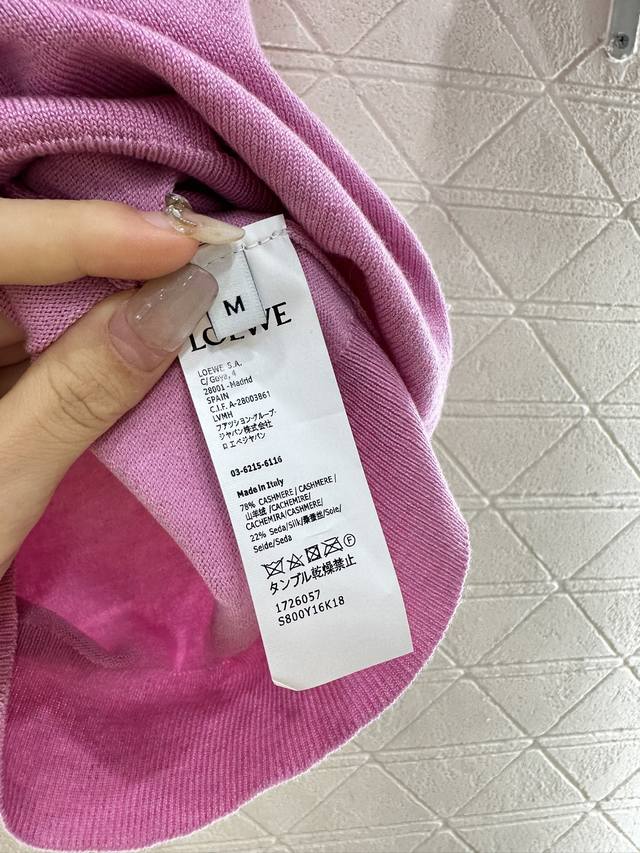 M
LOEWE
LOEWE S.A.
C/ Goya, 4
28001 - Madrid
SPAIN
C.I.F. A-28003861
LVMH
ファッション・グループ・
ジャパン株式会社
ロエベジャパン
03-6215-6116
Made in Italy
78% CASHMERE / CASHMERE /
山羊绒 /CACHEMIRE/
CACHEMIRA/CASHMERE/
22% Seda/Silk/桑蚕丝/Soie/
Seide/Seda
F
タンブル乾燥禁止
1726057
S800Y16K18